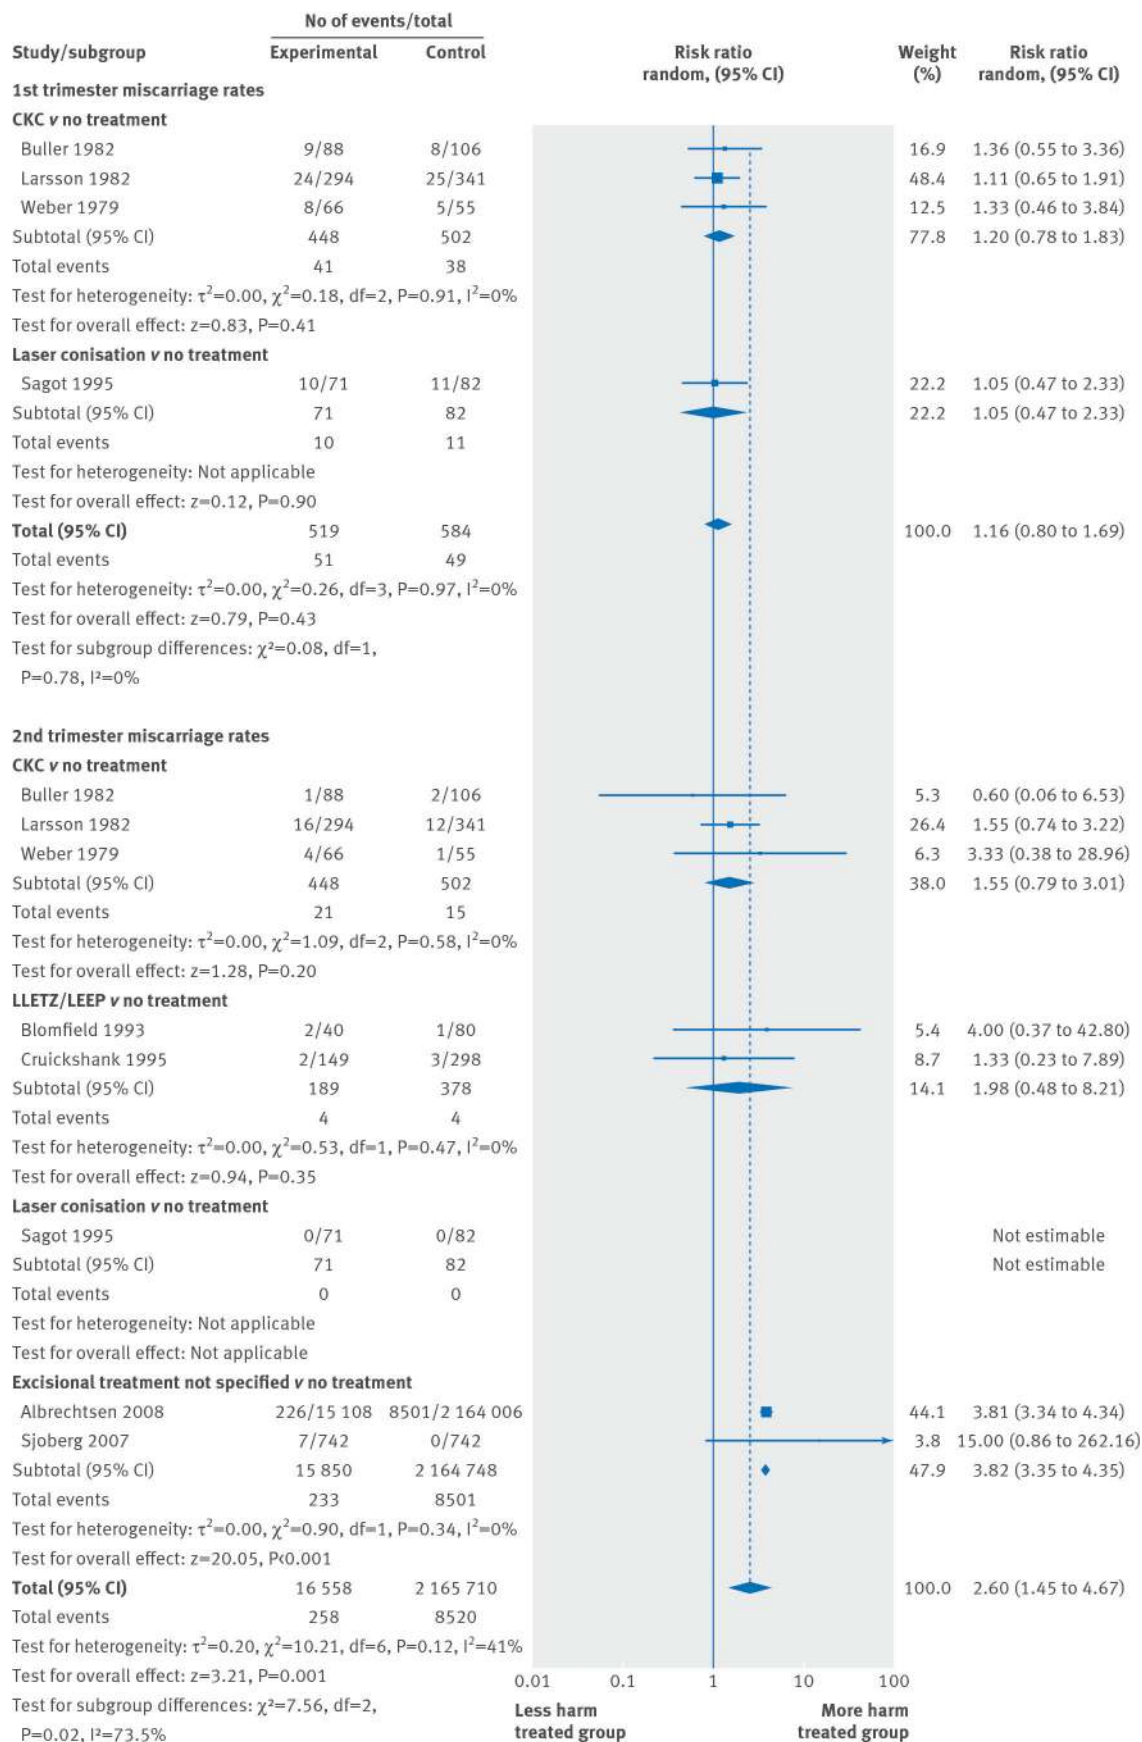 No of events/total
Study/subgroup Experimental Control Risk ratio random, (95% CI) Weight (%) Risk ratio random, (95% CI)
1st trimester miscarriage rates
CKC v no treatment
Buller 1982 9/88 8/106 16.9 1.36 (0.55 to 3.36)
Larsson 1982 24/294 25/341 48.4 1.11 (0.65 to 1.91)
Weber 1979 8/66 5/55 12.5 1.33 (0.46 to 3.84)
Subtotal (95% CI) 448 502 77.8 1.20 (0.78 to 1.83)
Total events 41 38
Test for heterogeneity: τ²=0.00, χ²=0.18, df=2, P=0.91, I²=0%
Test for overall effect: z=0.83, P=0.41
Laser conisation v no treatment
Sagot 1995 10/71 11/82 22.2 1.05 (0.47 to 2.33)
Subtotal (95% CI) 71 82 22.2 1.05 (0.47 to 2.33)
Total events 10 11
Test for heterogeneity: Not applicable
Test for overall effect: z=0.12, P=0.90
Total (95% CI) 519 584 100.0 1.16 (0.80 to 1.69)
Total events 51 49
Test for heterogeneity: τ²=0.00, χ²=0.26, df=3, P=0.97, I²=0%
Test for overall effect: z=0.79, P=0.43
Test for subgroup differences: χ²=0.08, df=1,
P=0.78, I²=0%
2nd trimester miscarriage rates
CKC v no treatment
Buller 1982 1/88 2/106 5.3 0.60 (0.06 to 6.53)
Larsson 1982 16/294 12/341 26.4 1.55 (0.74 to 3.22)
Weber 1979 4/66 1/55 6.3 3.33 (0.38 to 28.96)
Subtotal (95% CI) 448 502 38.0 1.55 (0.79 to 3.01)
Total events 21 15
Test for heterogeneity: τ²=0.00, χ²=1.09, df=2, P=0.58, I²=0%
Test for overall effect: z=1.28, P=0.20
LLETZ/LEEP v no treatment
Blomfield 1993 2/40 1/80 5.4 4.00 (0.37 to 42.80)
Cruickshank 1995 2/149 3/298 8.7 1.33 (0.23 to 7.89)
Subtotal (95% CI) 189 378 14.1 1.98 (0.48 to 8.21)
Total events 4 4
Test for heterogeneity: τ²=0.00, χ²=0.53, df=1, P=0.47, I²=0%
Test for overall effect: z=0.94, P=0.35
Laser conisation v no treatment
Sagot 1995 0/71 0/82 Not estimable
Subtotal (95% CI) 71 82 Not estimable
Total events 0 0
Test for heterogeneity: Not applicable
Test for overall effect: Not applicable
Excisional treatment not specified v no treatment
Albrechtsen 2008 226/15 108 8501/2 164 006 44.1 3.81 (3.34 to 4.34)
Sjoberg 2007 7/742 0/742 3.8 15.00 (0.86 to 262.16)
Subtotal (95% CI) 15 850 2 164 748 47.9 3.82 (3.35 to 4.35)
Total events 233 8501
Test for heterogeneity: τ²=0.00, χ²=0.90, df=1, P=0.34, I²=0%
Test for overall effect: z=20.05, P<0.001
Total (95% CI) 16 558 2 165 710 100.0 2.60 (1.45 to 4.67)
Total events 258 8520
Test for heterogeneity: τ²=0.20, χ²=10.21, df=6, P=0.12, I²=41%
Test for overall effect: z=3.21, P=0.001
Test for subgroup differences: χ²=7.56, df=2,
P=0.02, I²=73.5%
0.01 0.1 1 10 100
Less harm treated group More harm treated group